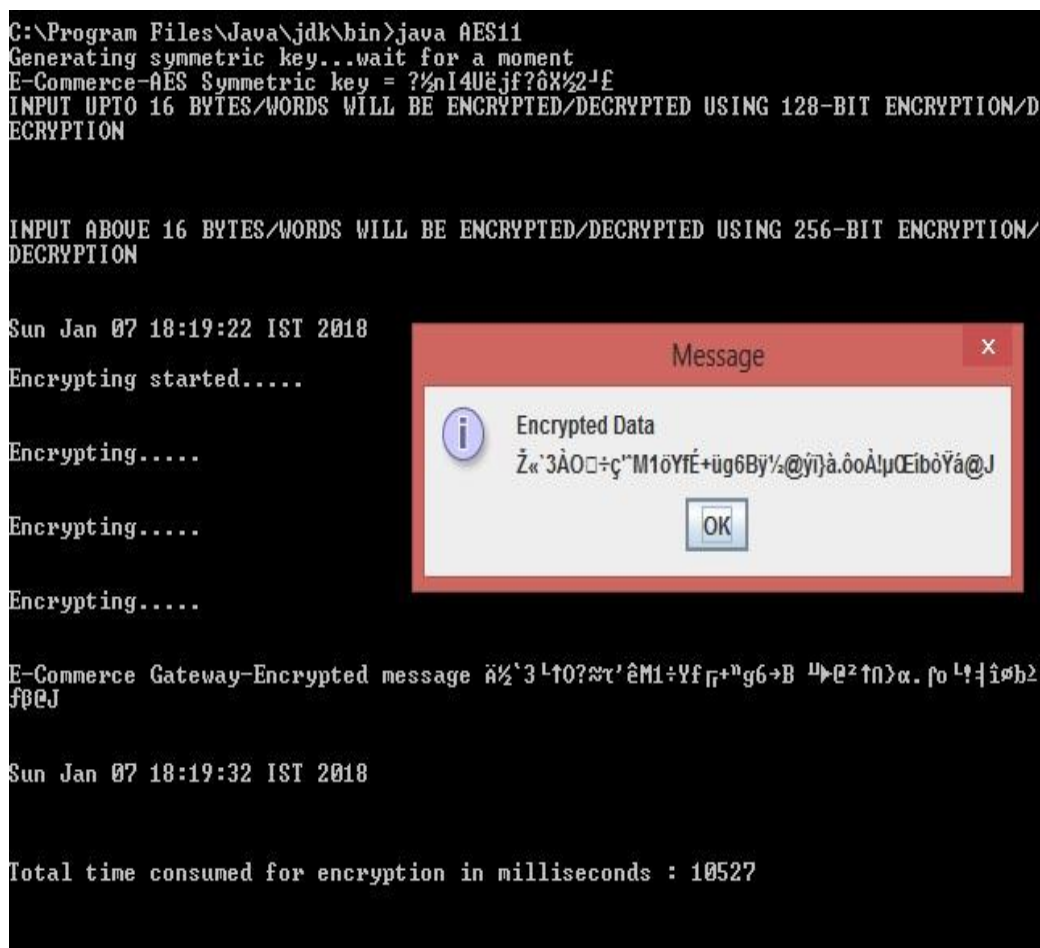 C:\Program Files\Java\jdk\bin>java AES11
Generating symmetric key...wait for a moment
E-Commerce-AES Symmetric key = ?½nI4Uëjf?ôX½2┘£
INPUT UPTO 16 BYTES/WORDS WILL BE ENCRYPTED/DECRYPTED USING 128-BIT ENCRYPTION/D
ECRYPTION
INPUT ABOVE 16 BYTES/WORDS WILL BE ENCRYPTED/DECRYPTED USING 256-BIT ENCRYPTION/
DECRYPTION
Sun Jan 07 18:19:22 IST 2018
Encrypting started.....
Encrypting.....
Encrypting.....
Encrypting.....
E-Commerce Gateway-Encrypted message
Sun Jan 07 18:19:32 IST 2018
Total time consumed for encryption in milliseconds : 10527
Message
x
Encrypted Data
OK